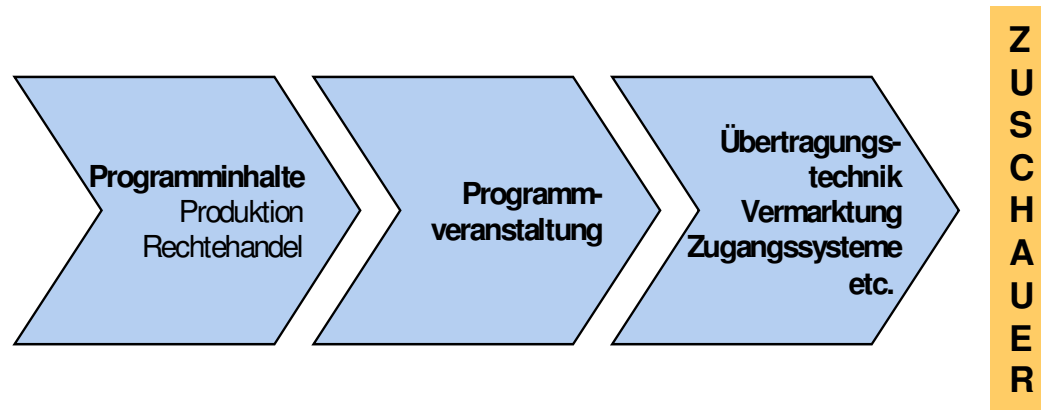 Programminhalte
Produktion
Rechtehandel
Programm-
veranstaltung
Übertragungs-
technik
Vermarktung
Zugangssysteme
etc.
Z
U
S
C
H
A
U
E
R